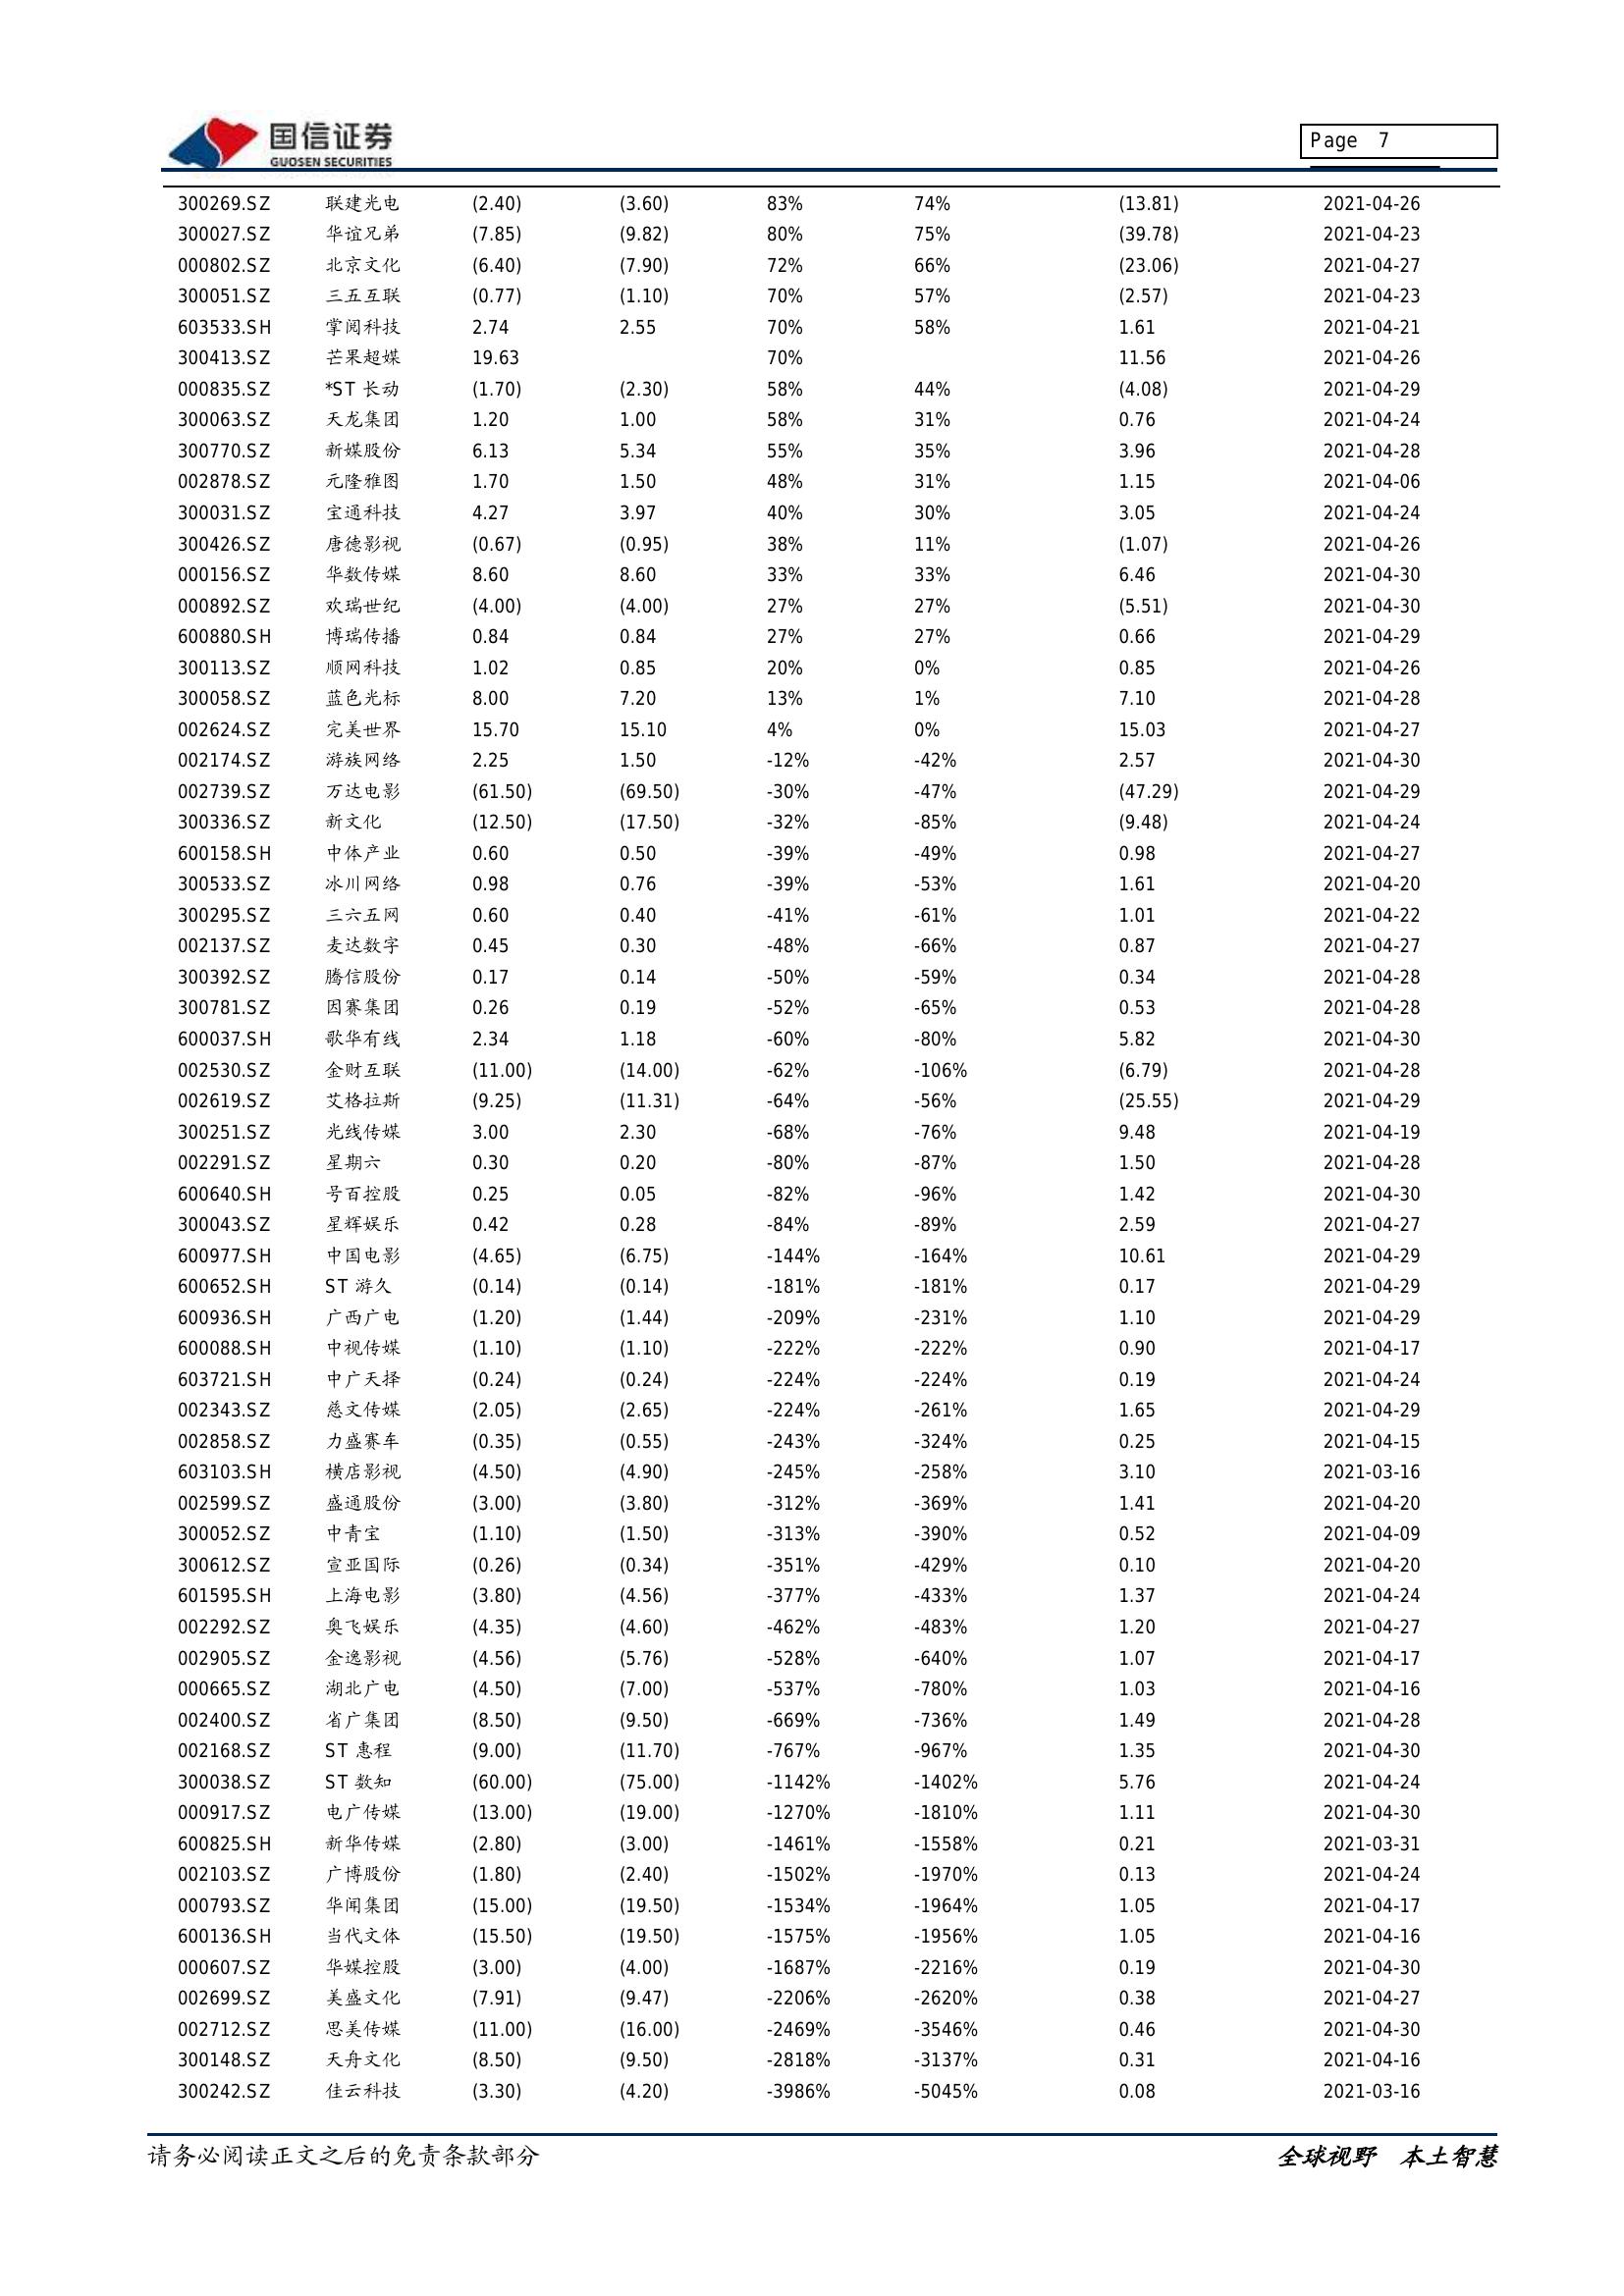 国信证券
GUOSEN SECURITIES
Page 7
300269.SZ 联建光电 (2.40) (3.60) 83% 74% (13.81) 2021-04-26
300027.SZ 华谊兄弟 (7.85) (9.82) 80% 75% (39.78) 2021-04-23
000802.SZ 北京文化 (6.40) (7.90) 72% 66% (23.06) 2021-04-27
300051.SZ 三五互联 (0.77) (1.10) 70% 57% (2.57) 2021-04-23
603533.SH 掌阅科技 2.74 2.55 70% 58% 1.61 2021-04-21
300413.SZ 芒果超媒 19.63 70% 11.56 2021-04-26
000835.SZ *ST 长动 (1.70) (2.30) 58% 44% (4.08) 2021-04-29
300063.SZ 天龙集团 1.20 1.00 58% 31% 0.76 2021-04-24
300770.SZ 新媒股份 6.13 5.34 55% 35% 3.96 2021-04-28
002878.SZ 元隆雅图 1.70 1.50 48% 31% 1.15 2021-04-06
300031.SZ 宝通科技 4.27 3.97 40% 30% 3.05 2021-04-24
300426.SZ 唐德影视 (0.67) (0.95) 38% 11% (1.07) 2021-04-26
000156.SZ 华数传媒 8.60 8.60 33% 33% 6.46 2021-04-30
000892.SZ 欢瑞世纪 (4.00) (4.00) 27% 27% (5.51) 2021-04-30
600880.SH 博瑞传播 0.84 0.84 27% 27% 0.66 2021-04-29
300113.SZ 顺网科技 1.02 0.85 20% 0% 0.85 2021-04-26
300058.SZ 蓝色光标 8.00 7.20 13% 1% 7.10 2021-04-28
002624.SZ 完美世界 15.70 15.10 4% 0% 15.03 2021-04-27
002174.SZ 游族网络 2.25 1.50 -12% -42% 2.57 2021-04-30
002739.SZ 万达电影 (61.50) (69.50) -30% -47% (47.29) 2021-04-29
300336.SZ 新文化 (12.50) (17.50) -32% -85% (9.48) 2021-04-24
600158.SH 中体产业 0.60 0.50 -39% -49% 0.98 2021-04-27
300533.SZ 冰川网络 0.98 0.76 -39% -53% 1.61 2021-04-20
300295.SZ 三六五网 0.60 0.40 -41% -61% 1.01 2021-04-22
002137.SZ 麦达数字 0.45 0.30 -48% -66% 0.87 2021-04-27
300392.SZ 腾信股份 0.17 0.14 -50% -59% 0.34 2021-04-28
300781.SZ 因赛集团 0.26 0.19 -52% -65% 0.53 2021-04-28
600037.SH 歌华有线 2.34 1.18 -60% -80% 5.82 2021-04-30
002530.SZ 金财互联 (11.00) (14.00) -62% -106% (6.79) 2021-04-28
002619.SZ 艾格拉斯 (9.25) (11.31) -64% -56% (25.55) 2021-04-29
300251.SZ 光线传媒 3.00 2.30 -68% -76% 9.48 2021-04-19
002291.SZ 星期六 0.30 0.20 -80% -87% 1.50 2021-04-28
600640.SH 号百控股 0.25 0.05 -82% -96% 1.42 2021-04-30
300043.SZ 星辉娱乐 0.42 0.28 -84% -89% 2.59 2021-04-27
600977.SH 中国电影 (4.65) (6.75) -144% -164% 10.61 2021-04-29
600652.SH ST 游久 (0.14) (0.14) -181% -181% 0.17 2021-04-29
600936.SH 广西广电 (1.20) (1.44) -209% -231% 1.10 2021-04-29
600088.SH 中视传媒 (1.10) (1.10) -222% -222% 0.90 2021-04-17
603721.SH 中广天择 (0.24) (0.24) -224% -224% 0.19 2021-04-24
002343.SZ 慈文传媒 (2.05) (2.65) -224% -261% 1.65 2021-04-29
002858.SZ 力盛赛车 (0.35) (0.55) -243% -324% 0.25 2021-04-15
603103.SH 横店影视 (4.50) (4.90) -245% -258% 3.10 2021-03-16
002599.SZ 盛通股份 (3.00) (3.80) -312% -369% 1.41 2021-04-20
300052.SZ 中青宝 (1.10) (1.50) -313% -390% 0.52 2021-04-09
300612.SZ 宣亚国际 (0.26) (0.34) -351% -429% 0.10 2021-04-20
601595.SH 上海电影 (3.80) (4.56) -377% -433% 1.37 2021-04-24
002292.SZ 奥飞娱乐 (4.35) (4.60) -462% -483% 1.20 2021-04-27
002905.SZ 金逸影视 (4.56) (5.76) -528% -640% 1.07 2021-04-17
000665.SZ 湖北广电 (4.50) (7.00) -537% -780% 1.03 2021-04-16
002400.SZ 省广集团 (8.50) (9.50) -669% -736% 1.49 2021-04-28
002168.SZ ST 惠程 (9.00) (11.70) -767% -967% 1.35 2021-04-30
300038.SZ ST 数知 (60.00) (75.00) -1142% -1402% 5.76 2021-04-24
000917.SZ 电广传媒 (13.00) (19.00) -1270% -1810% 1.11 2021-04-30
600825.SH 新华传媒 (2.80) (3.00) -1461% -1558% 0.21 2021-03-31
002103.SZ 广博股份 (1.80) (2.40) -1502% -1970% 0.13 2021-04-24
000793.SZ 华闻集团 (15.00) (19.50) -1534% -1964% 1.05 2021-04-17
600136.SH 当代文体 (15.50) (19.50) -1575% -1956% 1.05 2021-04-16
000607.SZ 华媒控股 (3.00) (4.00) -1687% -2216% 0.19 2021-04-30
002699.SZ 美盛文化 (7.91) (9.47) -2206% -2620% 0.38 2021-04-27
002712.SZ 思美传媒 (11.00) (16.00) -2469% -3546% 0.46 2021-04-30
300148.SZ 天舟文化 (8.50) (9.50) -2818% -3137% 0.31 2021-04-16
300242.SZ 佳云科技 (3.30) (4.20) -3986% -5045% 0.08 2021-03-16
请务必阅读正文之后的免责条款部分
全球视野 本土智慧